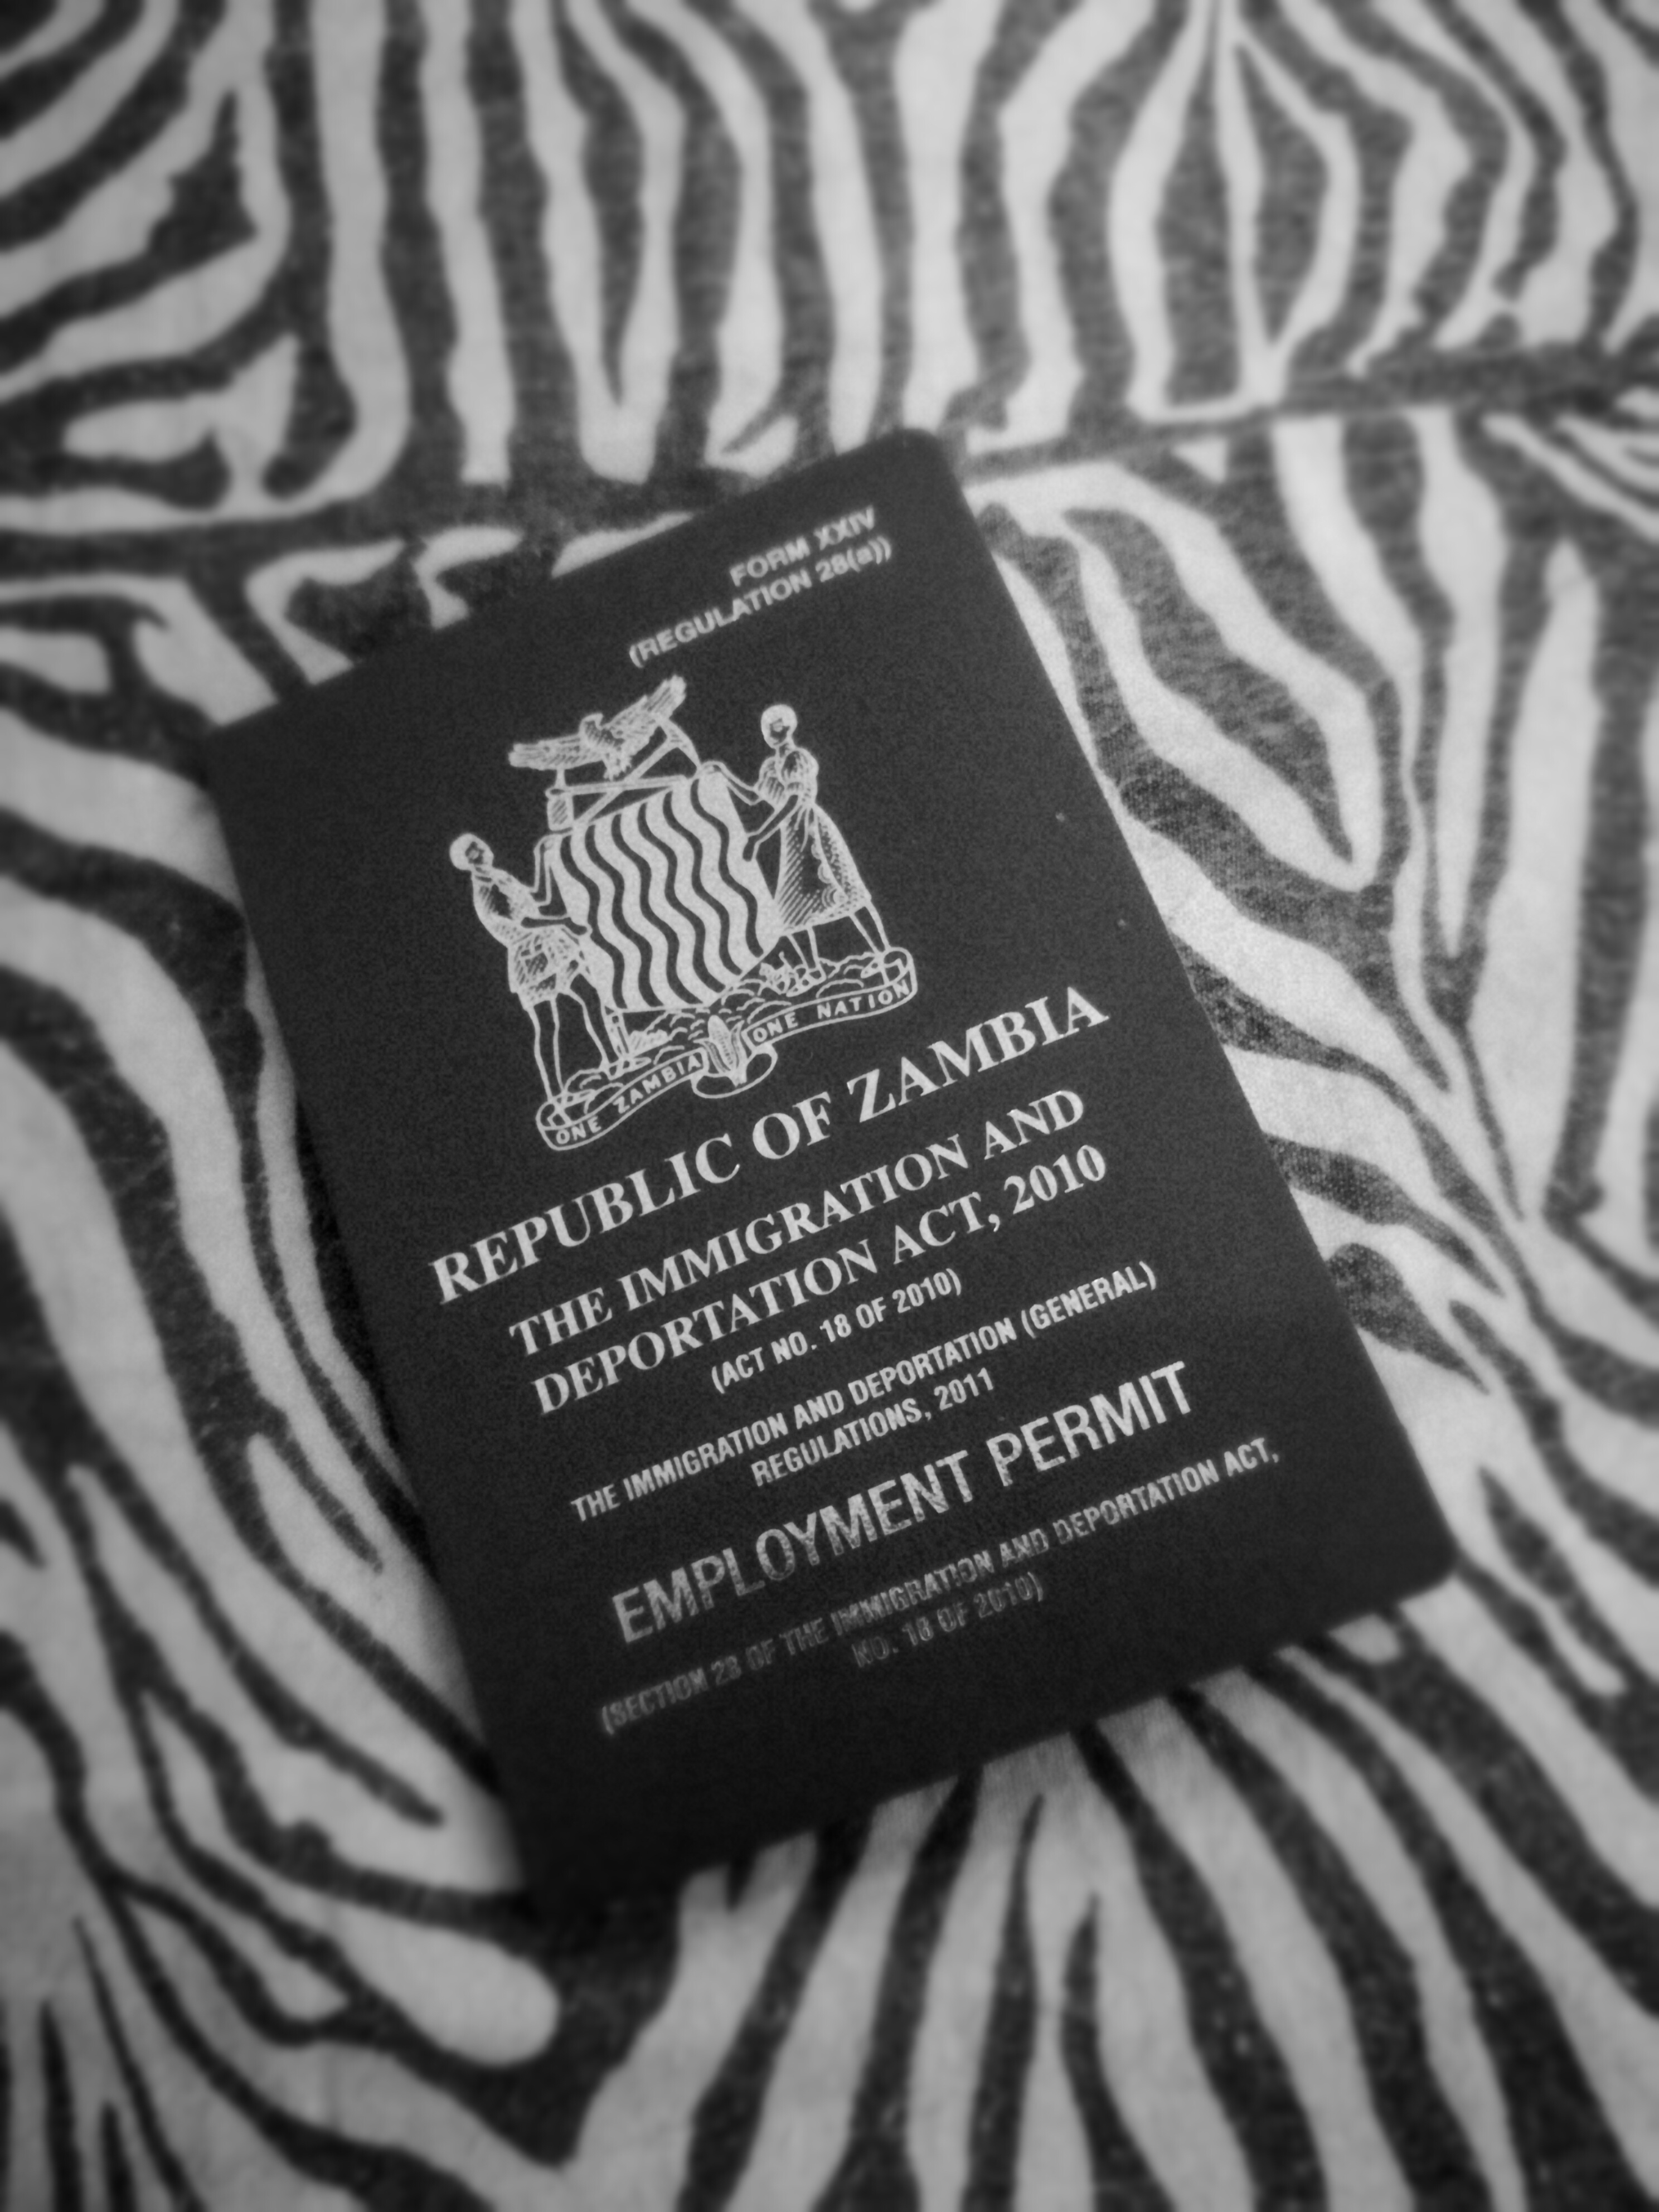 FORM XXIV
(REGULATION 28(a))
ONE ZAMBIA ONE NATION
REPUBLIC OF ZAMBIA
THE IMMIGRATION AND
DEPORTATION ACT, 2010
(ACT NO. 18 OF 2010)
THE IMMIGRATION AND DEPORTATION (GENERAL)
REGULATIONS, 2011
EMPLOYMENT PERMIT
(SECTION 28 OF THE IMMIGRATION AND DEPORTATION ACT,
NO. 18 OF 2010)